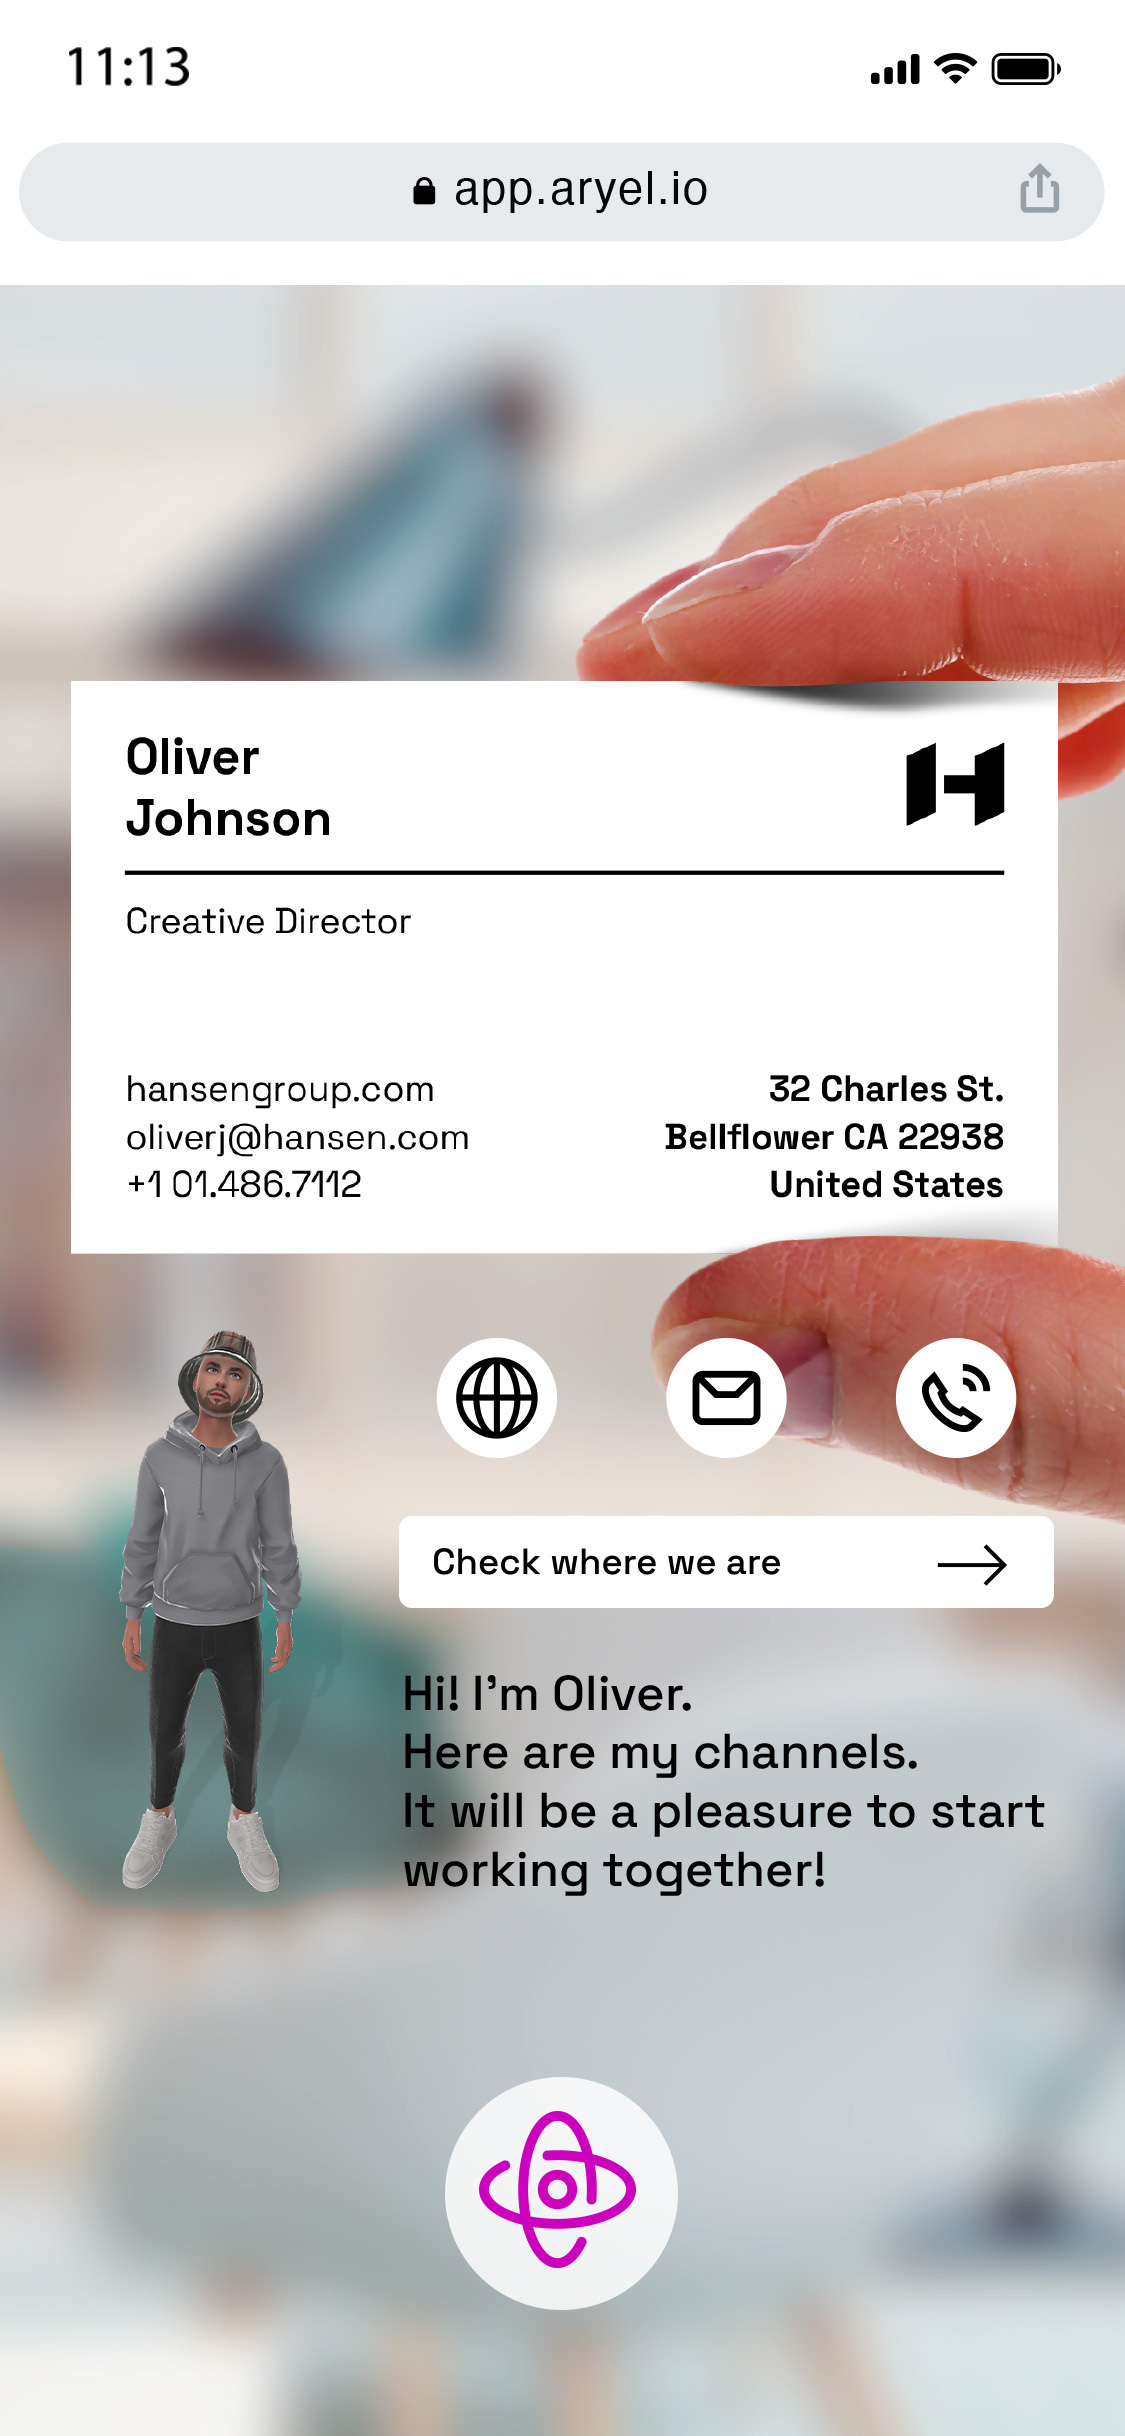 11:13
app.aryel.io
Oliver
Johnson
Creative Director
hansengroup.com
oliverj@hansen.com
+1 01.486.7112
32 Charles St.
Bellflower CA 22938
United States
Check where we are
Hi! I’m Oliver.
Here are my channels.
It will be a pleasure to start
working together!